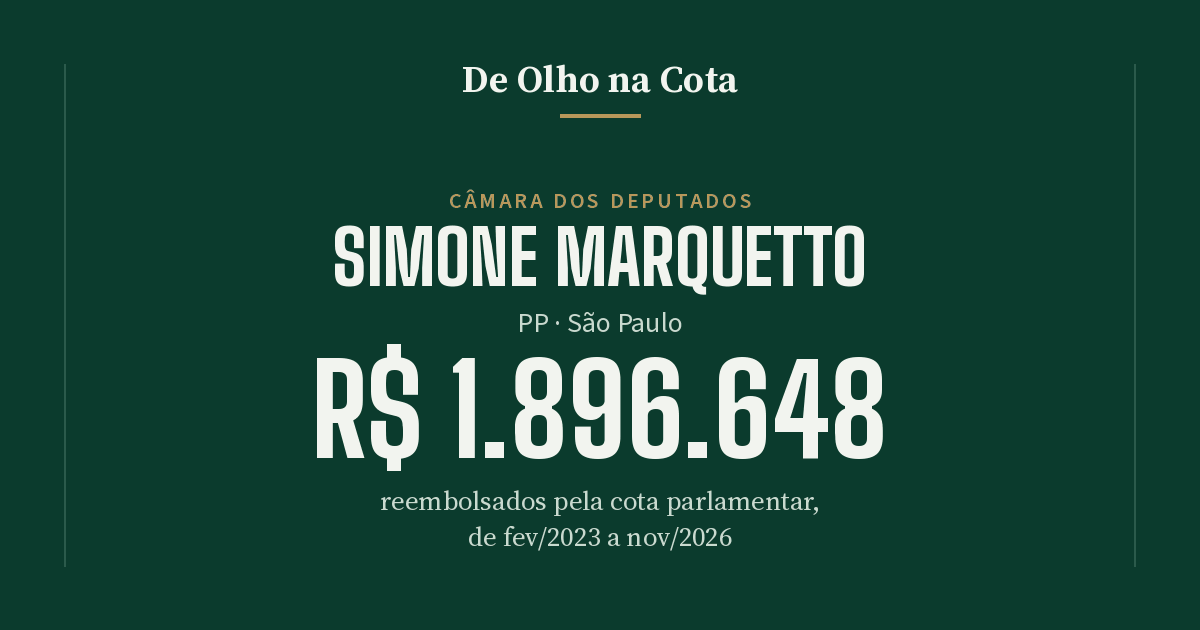 De Olho na Cota
CÂMARA DOS DEPUTADOS
SIMONE MARQUETTO
PP · São Paulo
R$ 1.896.648
reembolsados pela cota parlamentar,
de fev/2023 a nov/2026